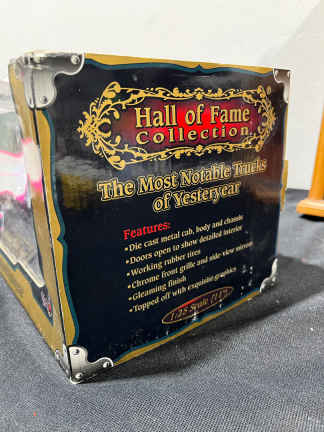 Hall of Fame
Collection
The Most Notable Trucks
of Yesteryear
Features:
•Die cast metal cab, body and chassis
•Doors open to show detailed interior
•Working rubber tires
•Chrome front grille and side view mirrors
•Gleaming finish
•Topped off with exquisite graphics
1/25 Scale